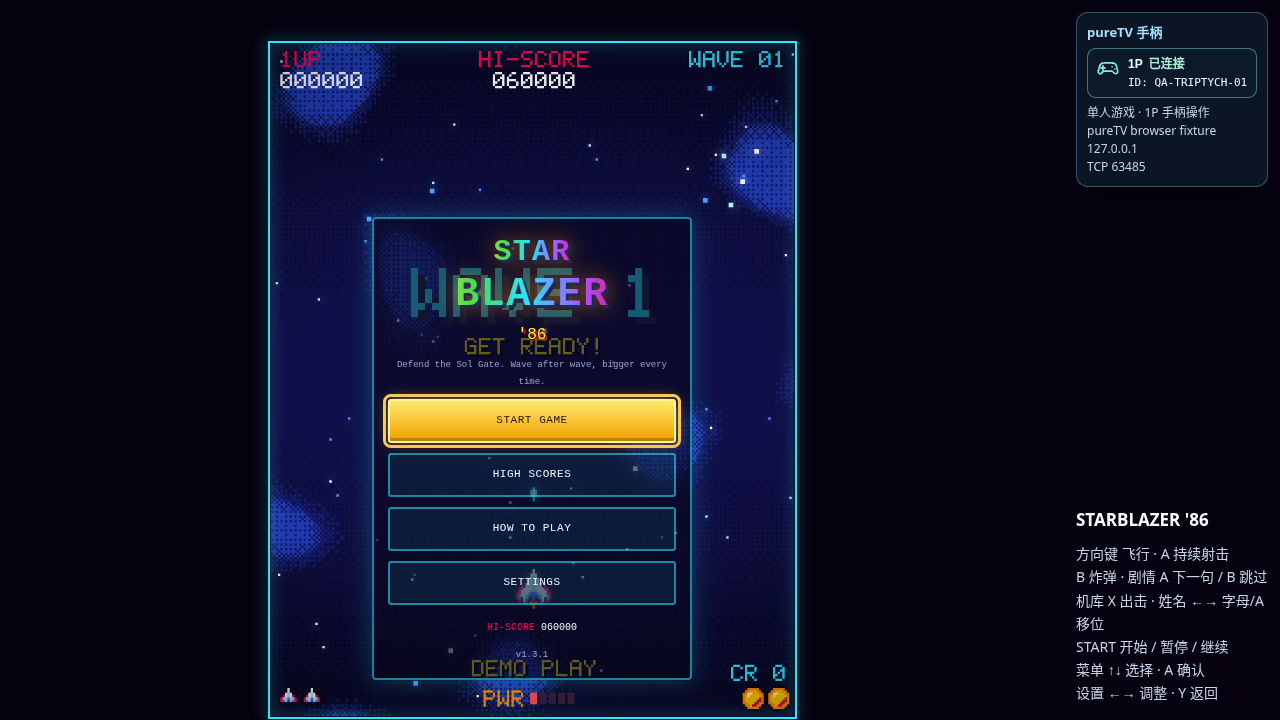 1UP
000000
HI-SCORE
060000
WAVE 01
WAVE 1
STAR
BLAZER
'86
GET READY!
Defend the Sol Gate. Wave after wave, bigger every
time.
START GAME
HIGH SCORES
HOW TO PLAY
SETTINGS
HI-SCORE 060000
v1.3.1
DEMO PLAY
CR 0
PWR
pureTV 手柄
1P 已连接
ID: QA-TRIPTYCH-01
单人游戏 · 1P 手柄操作
pureTV browser fixture
127.0.0.1
TCP 63485
STARBLAZER '86
方向键 飞行 · A 持续射击
B 炸弹 · 剧情 A 下一句 / B 跳过
机库 X 出击 · 姓名 ←→ 字母/A
移位
START 开始 / 暂停 / 继续
菜单 ↑↓ 选择 · A 确认
设置 ←→ 调整 · Y 返回